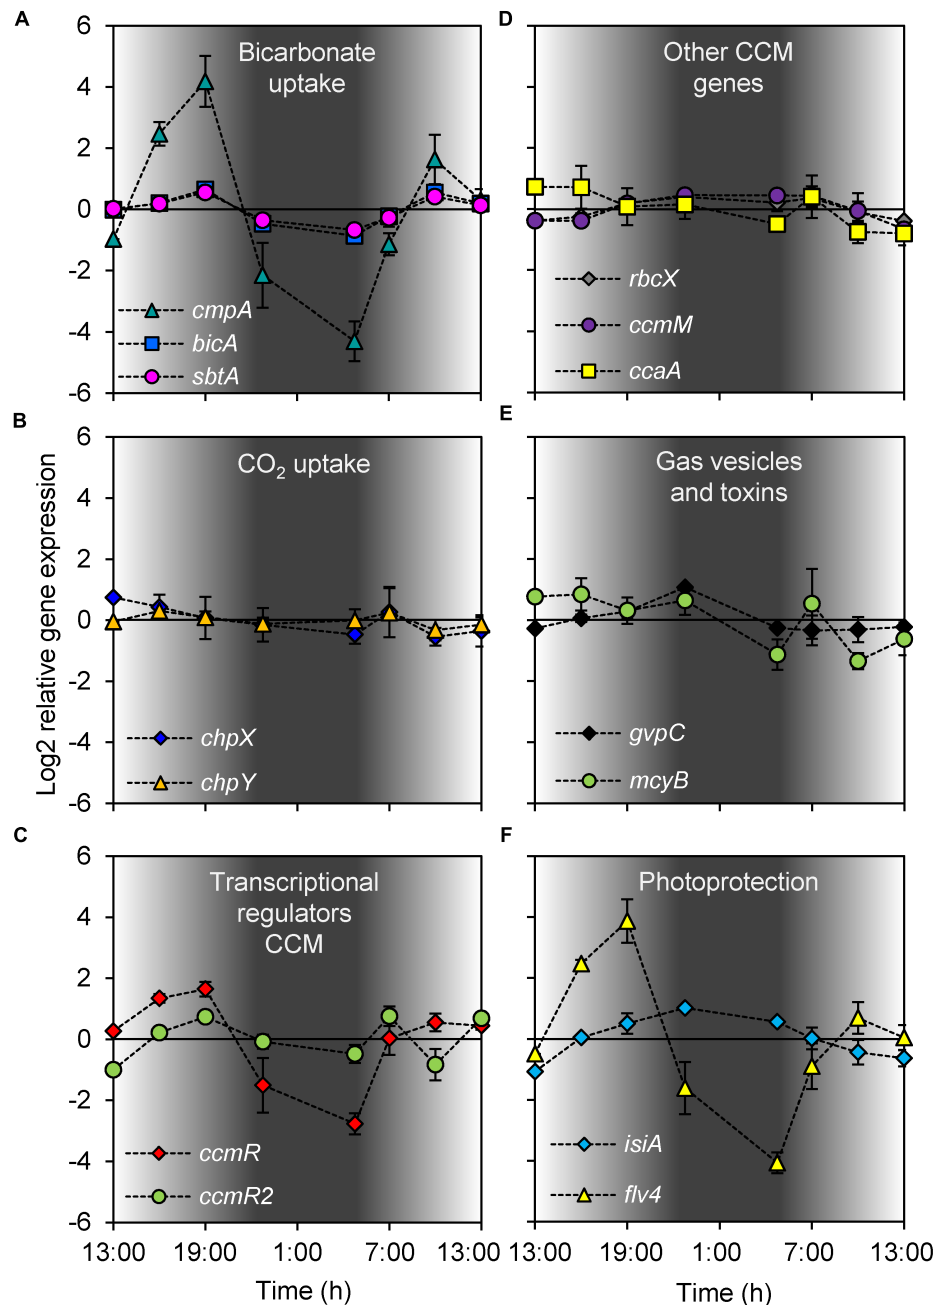 A
6
4
2
0
-2
-4
-6
Bicarbonate
uptake
cmpA
bicA
sbtA
D
Other CCM
genes
rbcX
ccmM
ccaA
B
6
4
2
0
-2
-4
-6
CO2 uptake
chpX
chpY
E
Gas vesicles
and toxins
gvpC
mcyB
Log2 relative gene expression
C
6
4
2
0
-2
-4
-6
Transcriptional
regulators
CCM
ccmR
ccmR2
F
Photoprotection
isiA
flv4
13:00 19:00 1:00 7:00 13:00
13:00 19:00 1:00 7:00 13:00
Time (h)
Time (h)